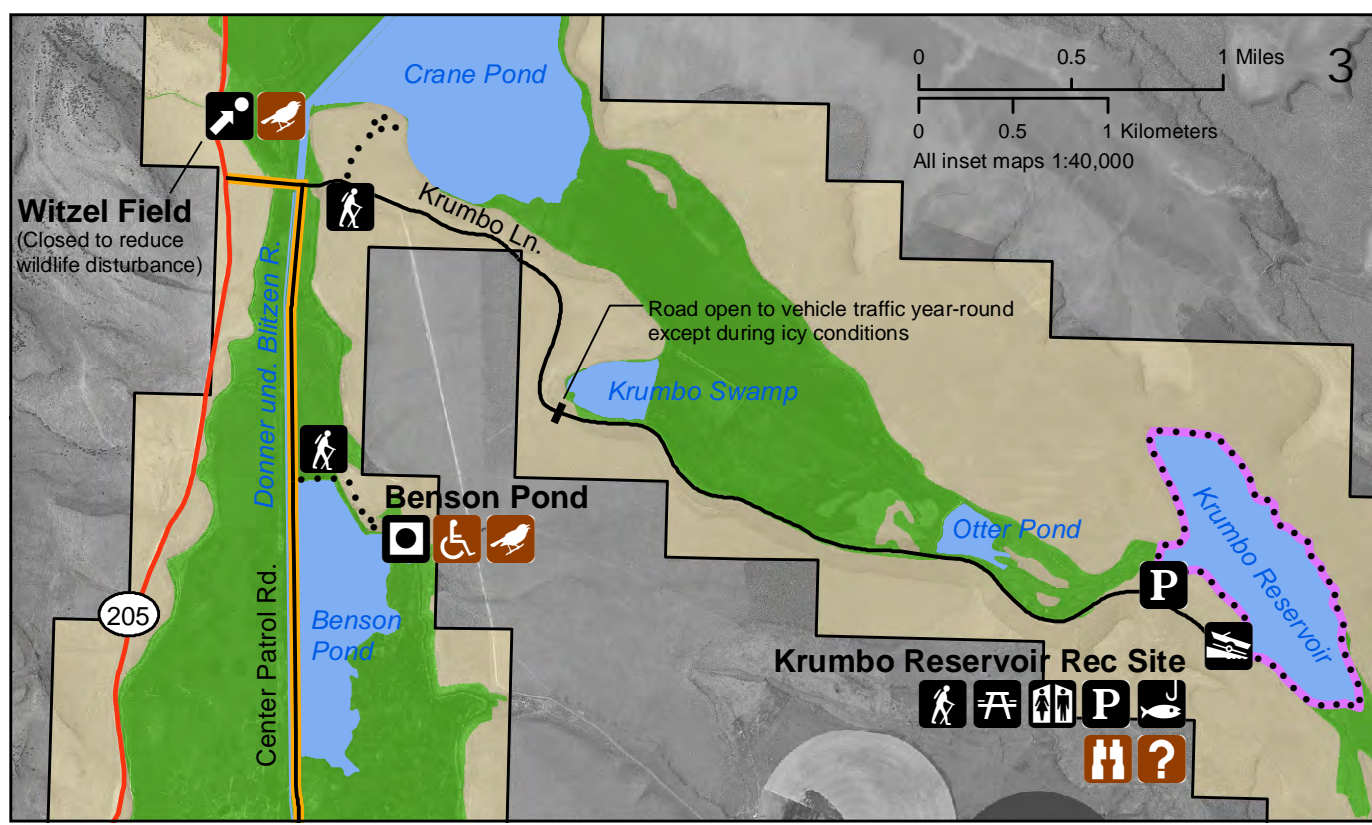 Crane Pond
0 0.5 1 Miles
3
0 0.5 1 Kilometers
All inset maps 1:40,000
Witzel Field
(Closed to reduce
wildlife disturbance)
Krumbo Ln.
Donner und. Blitzen R.
Road open to vehicle traffic year-round
except during icy conditions
Krumbo Swamp
Benson Pond
Otter Pond
Krumbo Reservoir
P
205
Center Patrol Rd.
Benson
Pond
Krumbo Reservoir Rec Site
P
?